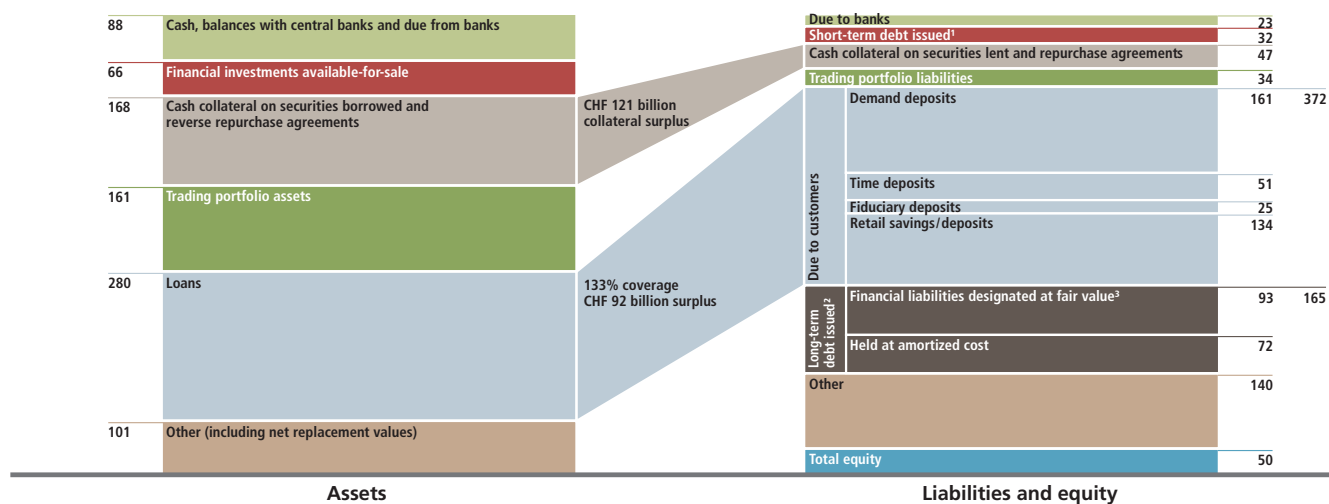 88
Cash, balances with central banks and due from banks
66
Financial investments available-for-sale
168
Cash collateral on securities borrowed and
reverse repurchase agreements
161
Trading portfolio assets
280
Loans
101
Other (including net replacement values)
Assets
CHF 121 billion
collateral surplus
133% coverage
CHF 92 billion surplus
Due to banks
23
Short-term debt issued¹
32
Cash collateral on securities lent and repurchase agreements
47
Trading portfolio liabilities
34
Due to customers
Demand deposits
161 372
Time deposits
51
Fiduciary deposits
25
Retail savings/deposits
134
Long-term
debt issued²
Financial liabilities designated at fair value³
93 165
Held at amortized cost
72
Other
140
Total equity
50
Liabilities and equity